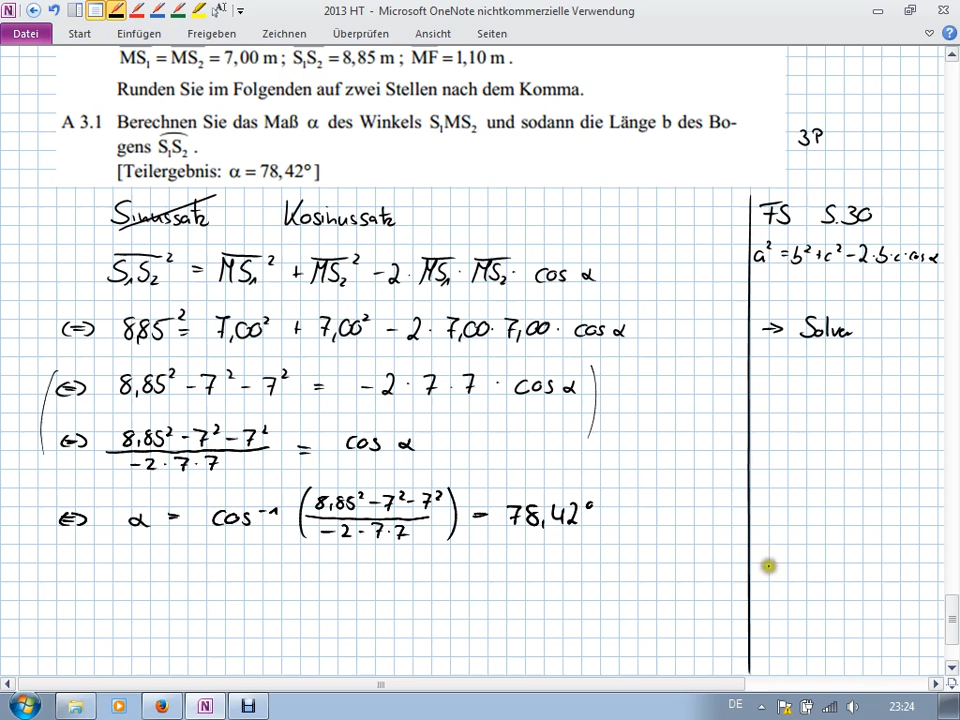 2013 HT - Microsoft OneNote nichtkommerzielle Verwendung
Datei Start Einfügen Freigeben Zeichnen Überprüfen Ansicht Seiten
MS₁ = MS₂ = 7,00 m ; S₁S₂ = 8,85 m ; MF = 1,10 m .
Runden Sie im Folgenden auf zwei Stellen nach dem Komma.
A 3.1 Berechnen Sie das Maß α des Winkels S₁MS₂ und sodann die Länge b des Bo-
gens S₁S₂ .
[Teilergebnis: α = 78,42° ]
3P
Sinussatz Kosinussatz
S₁S₂² = MS₁² + MS₂² - 2 · MS₁ · MS₂ · cos α
<=> 8,85² = 7,00² + 7,00² - 2 · 7,00 · 7,00 · cos α
<=> 8,85² - 7² - 7² = - 2 · 7 · 7 · cos α
<=> 8,85² - 7² - 7² / -2 · 7 · 7 = cos α
<=> α = cos⁻¹ ( 8,85² - 7² - 7² / -2 · 7 · 7 ) = 78,42°
FS S.30
a² = b² + c² - 2·b·c·cos α
→ Solver
DE 23:24